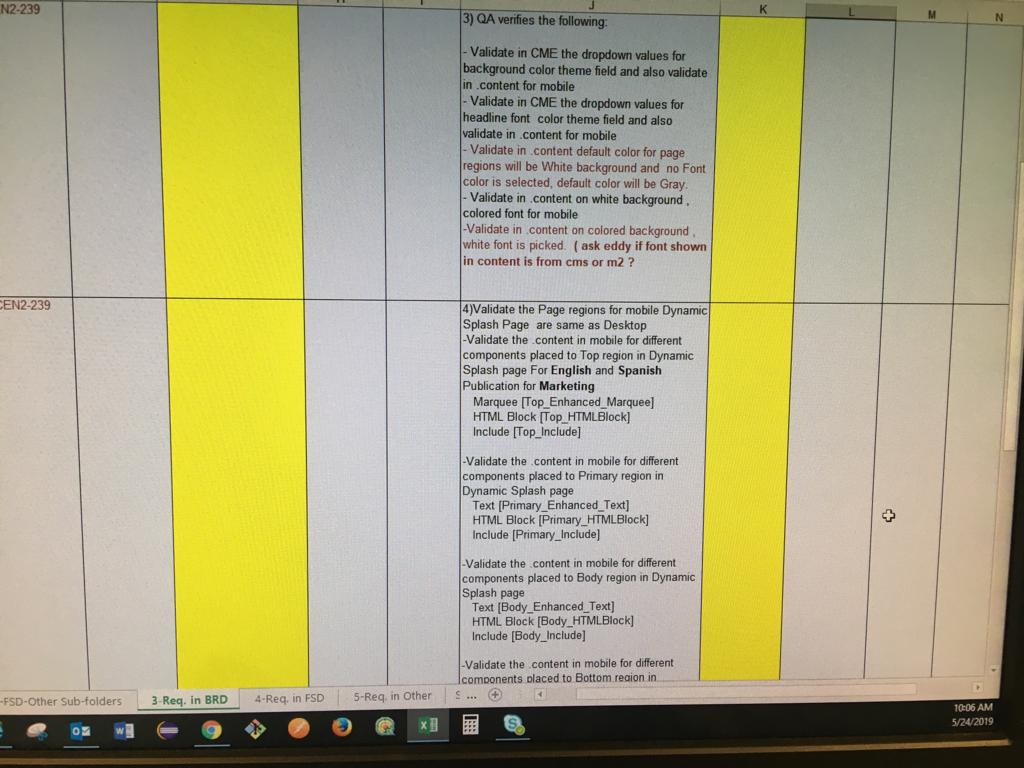 J
K
L
M
N
N2-239
3) QA verifies the following:
- Validate in CME the dropdown values for
background color theme field and also validate
in .content for mobile
- Validate in CME the dropdown values for
headline font color theme field and also
validate in .content for mobile
- Validate in .content default color for page
regions will be White background and no Font
color is selected, default color will be Gray.
- Validate in .content on white background ,
colored font for mobile
-Validate in .content on colored background ,
white font is picked. ( ask eddy if font shown
in content is from cms or m2 ?
CEN2-239
4)Validate the Page regions for mobile Dynamic
Splash Page are same as Desktop
-Validate the .content in mobile for different
components placed to Top region in Dynamic
Splash page For English and Spanish
Publication for Marketing
Marquee [Top_Enhanced_Marquee]
HTML Block [Top_HTMLBlock]
Include [Top_Include]
-Validate the .content in mobile for different
components placed to Primary region in
Dynamic Splash page
Text [Primary_Enhanced_Text]
HTML Block [Primary_HTMLBlock]
Include [Primary_Include]
-Validate the .content in mobile for different
components placed to Body region in Dynamic
Splash page
Text [Body_Enhanced_Text]
HTML Block [Body_HTMLBlock]
Include [Body_Include]
-Validate the .content in mobile for different
components placed to Bottom region in
-FSD-Other Sub-folders
3-Req. in BRD
4-Req. in FSD
5-Req. in Other
...
10:06 AM
5/24/2019